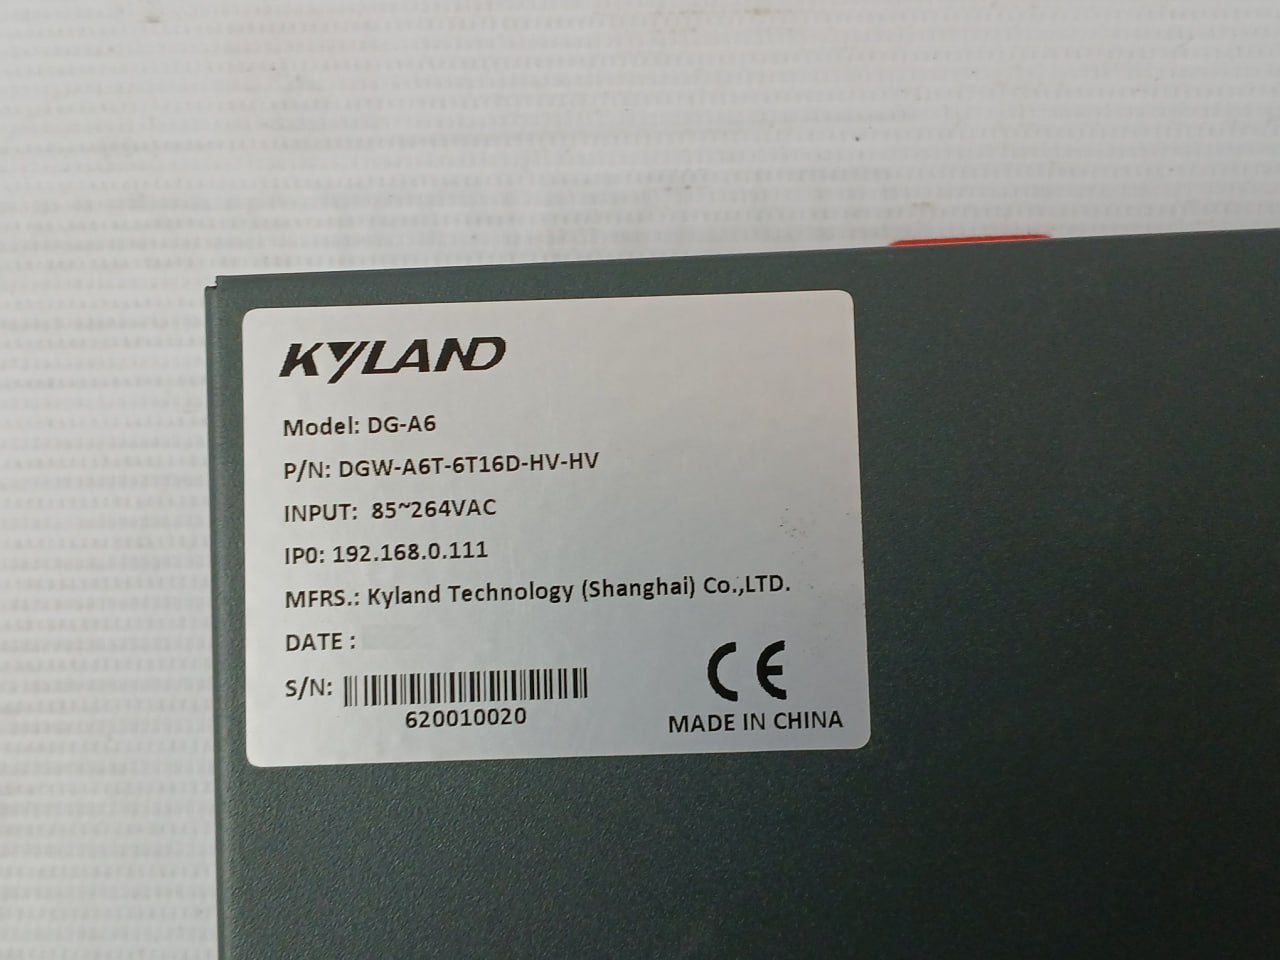 KYLAND
Model: DG-A6
P/N: DGW-A6T-6T16D-HV-HV
INPUT: 85~264VAC
IP0: 192.168.0.111
MFRS.: Kyland Technology (Shanghai) Co.,LTD.
DATE :
S/N:
620010020
CE
MADE IN CHINA